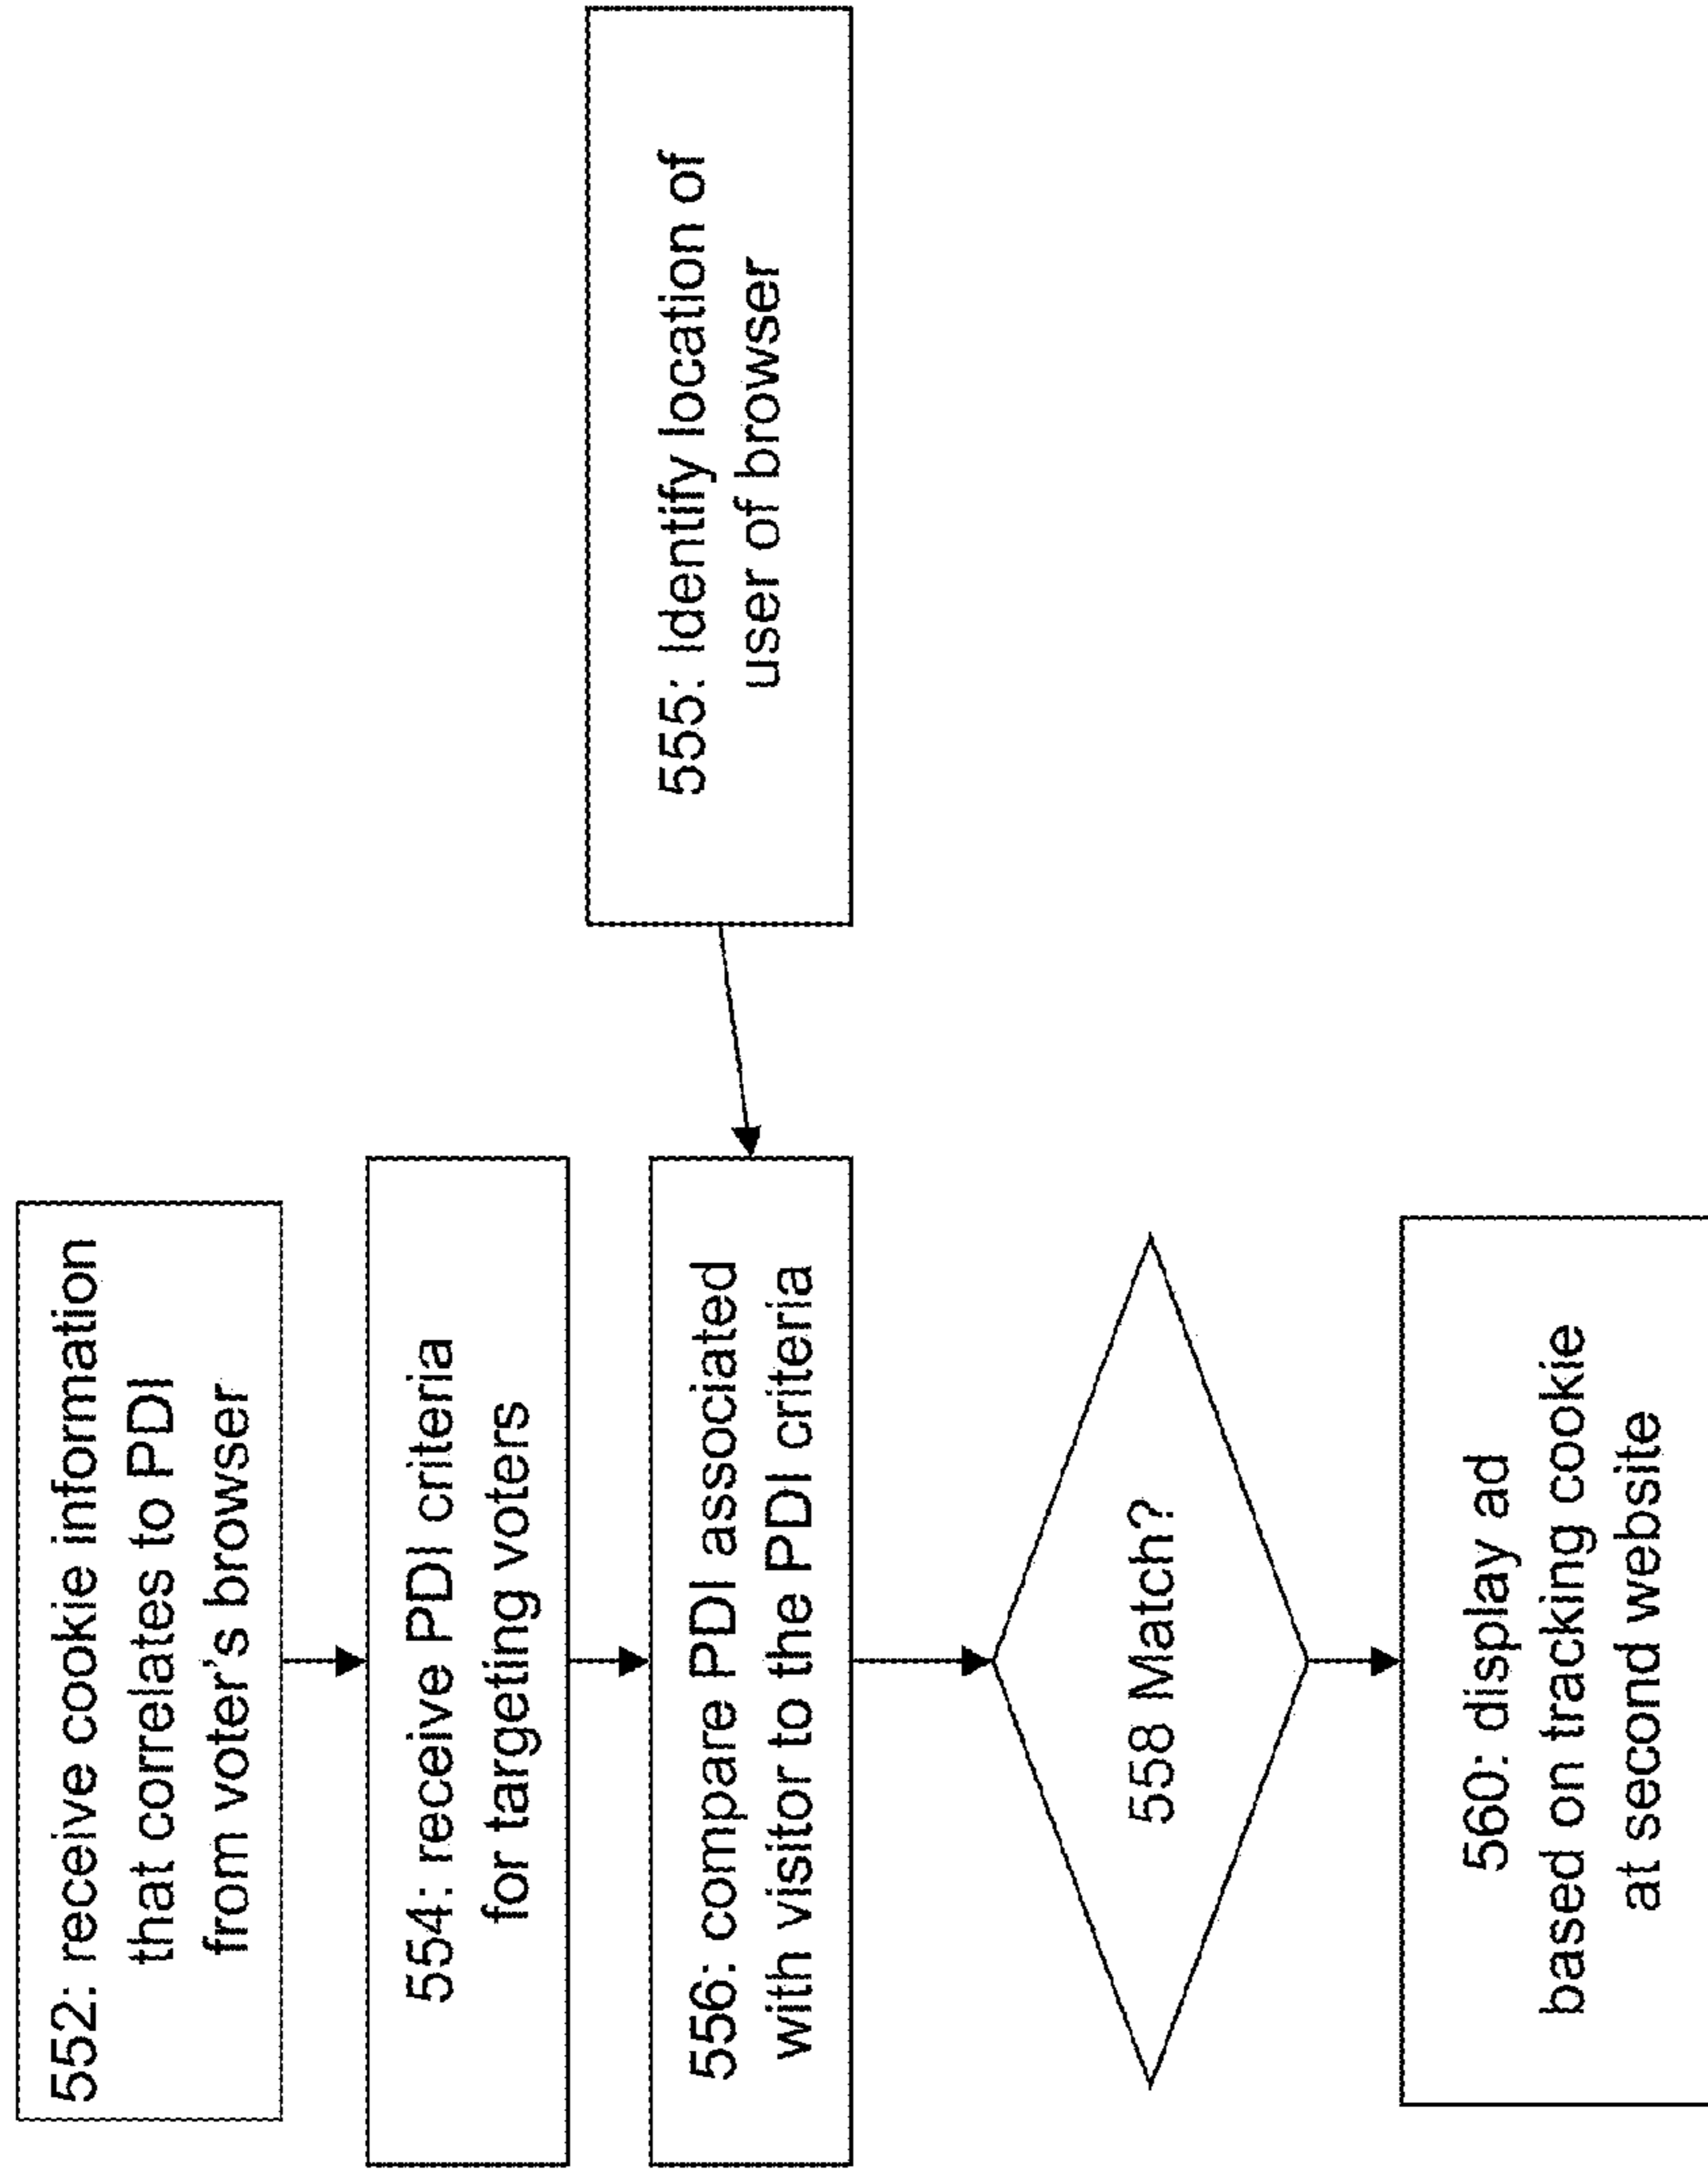 552: receive cookie information
that correlates to PDI
from voter's browser
554: receive PDI criteria
for targeting voters
555: Identify location of
user of browser
556: compare PDI associated
with visitor to the PDI criteria
558 Match?
560: display ad
based on tracking cookie
at second website